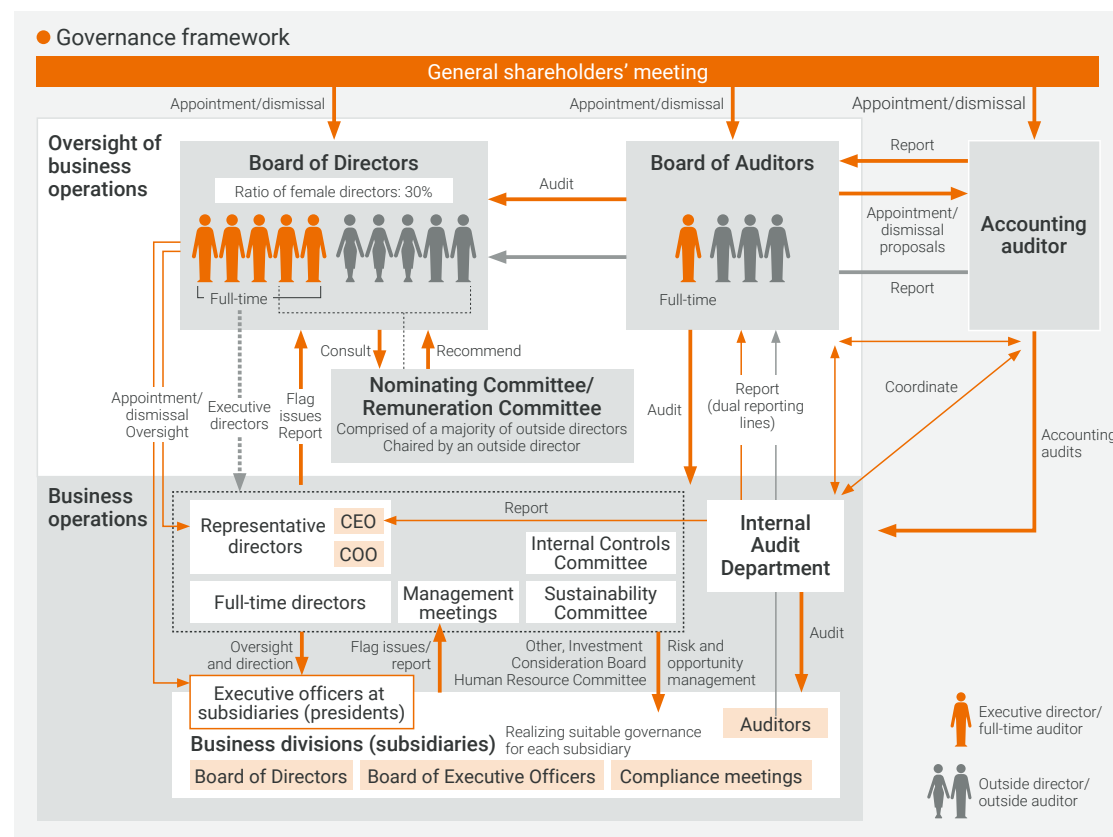 Governance framework
General shareholders' meeting
Appointment/dismissal
Appointment/dismissal
Appointment/dismissal
Oversight of
business
operations
Board of Directors
Ratio of female directors: 30%
Full-time
Audit
Board of Auditors
Full-time
Report
Appointment/
dismissal
proposals
Report
Accounting
auditor
Consult
Recommend
Nominating Committee/
Remuneration Committee
Comprised of a majority of outside directors
Chaired by an outside director
Appointment/
dismissal
Oversight
Executive
directors
Flag
issues
Report
Audit
Report
(dual reporting
lines)
Coordinate
Accounting
audits
Business
operations
Representative
directors
CEO
COO
Report
Internal Controls
Committee
Internal
Audit
Department
Full-time directors
Management
meetings
Sustainability
Committee
Oversight
and direction
Flag issues/
report
Other, Investment
Consideration Board
Human Resource Committee
Risk and
opportunity
management
Audit
Executive officers at
subsidiaries (presidents)
Business divisions (subsidiaries)
Realizing suitable governance
for each subsidiary
Auditors
Board of Directors
Board of Executive Officers
Compliance meetings
Executive director/
full-time auditor
Outside director/
outside auditor